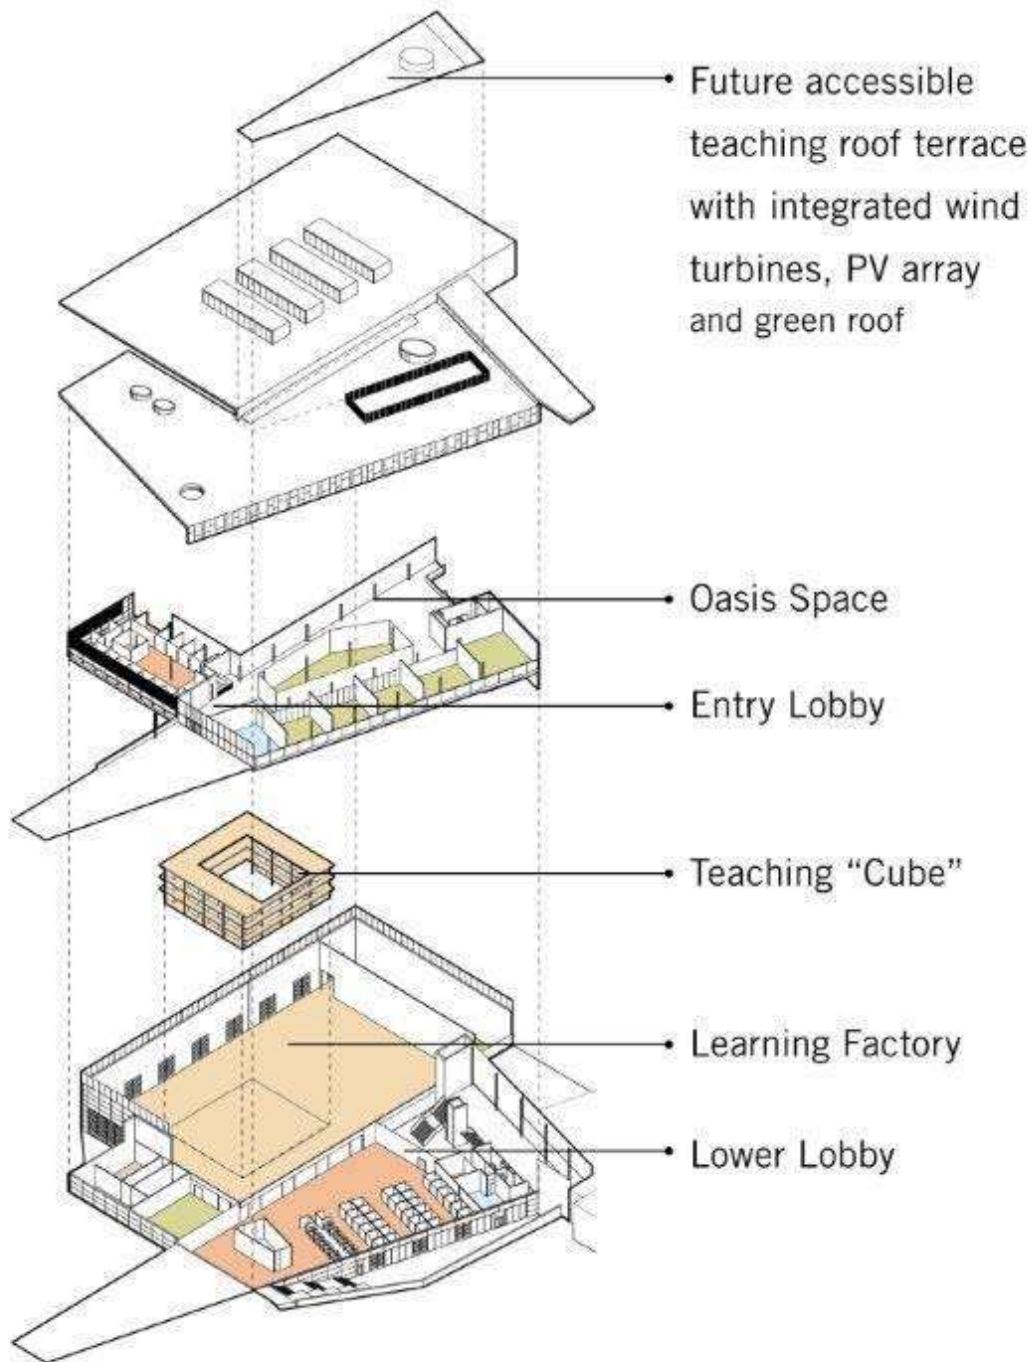 Future accessible
teaching roof terrace
with integrated wind
turbines, PV array
and green roof
Oasis Space
Entry Lobby
Teaching “Cube”
Learning Factory
Lower Lobby